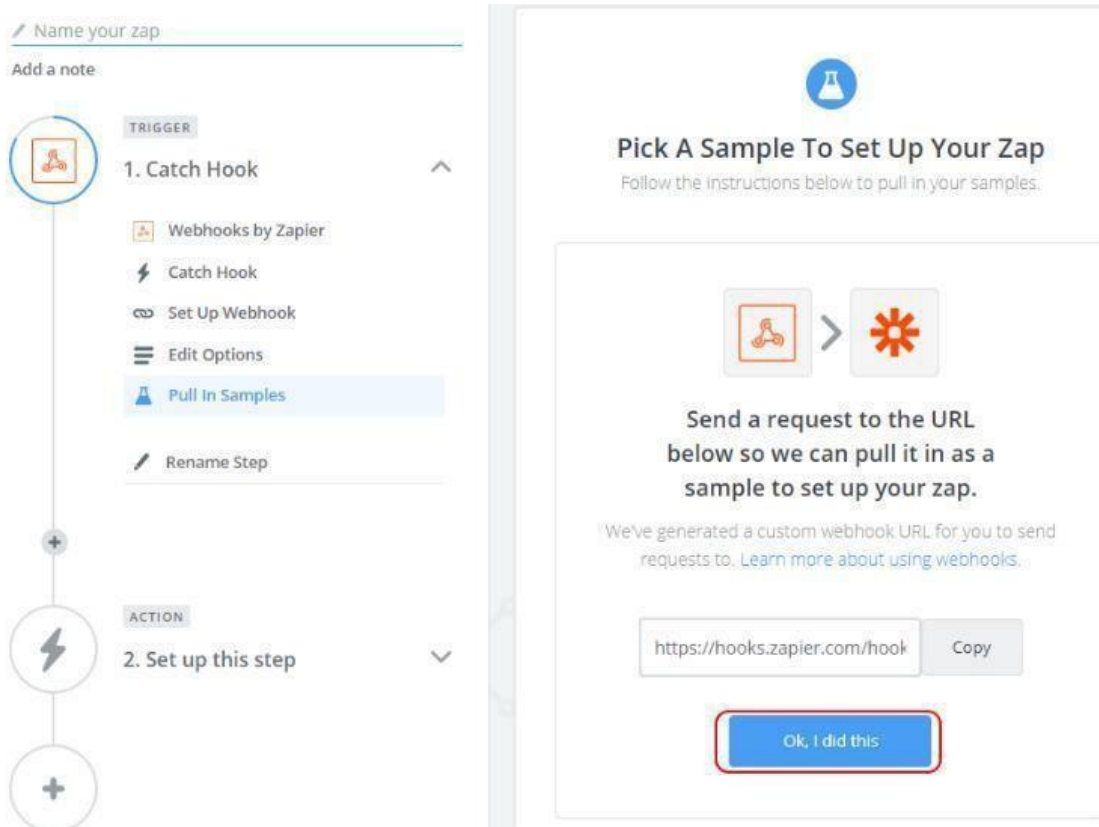 Name your zap
Add a note
TRIGGER
1. Catch Hook
Webhooks by Zapier
Catch Hook
Set Up Webhook
Edit Options
Pull In Samples
Rename Step
ACTION
2. Set up this step
Pick A Sample To Set Up Your Zap
Follow the instructions below to pull in your samples.
Send a request to the URL
below so we can pull it in as a
sample to set up your zap.
We've generated a custom webhook URL for you to send
requests to. Learn more about using webhooks.
https://hooks.zapier.com/hook
Copy
Ok, I did this